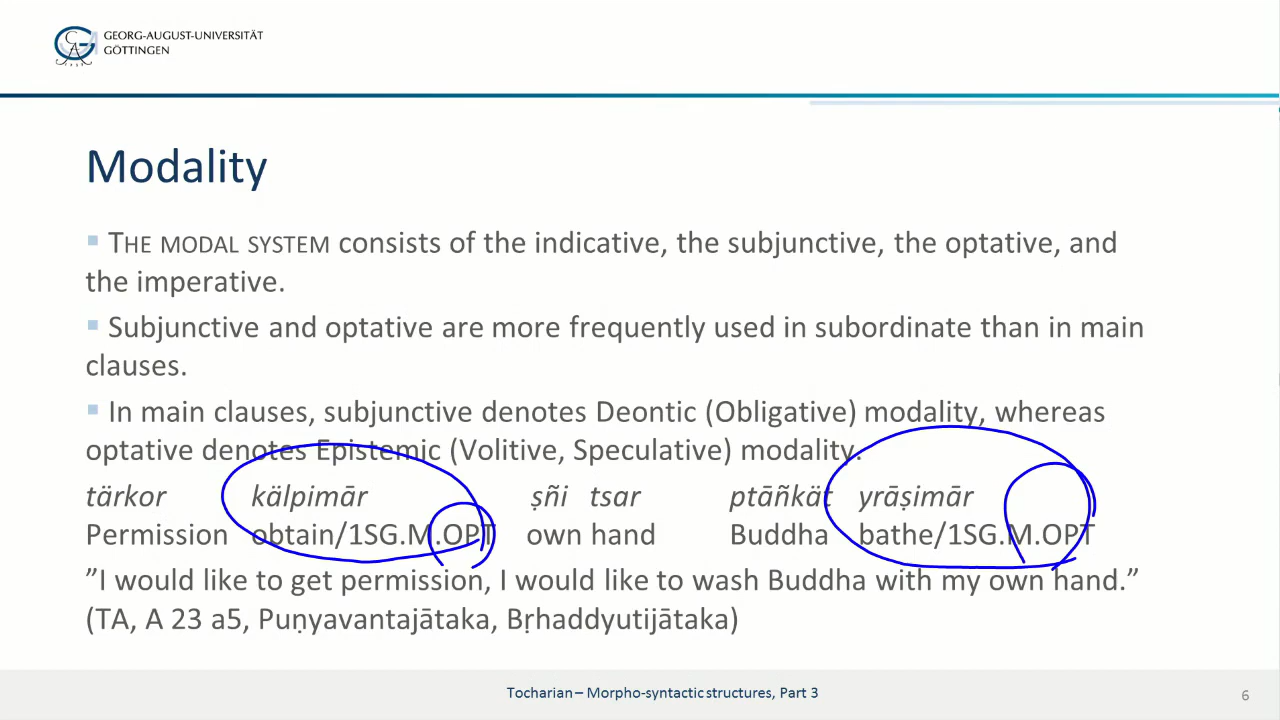 GEORG-AUGUST-UNIVERSITÄT
GÖTTINGEN
Modality
▪ THE MODAL SYSTEM consists of the indicative, the subjunctive, the optative, and
the imperative.
▪ Subjunctive and optative are more frequently used in subordinate than in main
clauses.
▪ In main clauses, subjunctive denotes Deontic (Obligative) modality, whereas
optative denotes Epistemic (Volitive, Speculative) modality.
tärkor kälpimār ṣñi tsar ptāñkät yrāṣimār
Permission obtain/1SG.M.OPT own hand Buddha bathe/1SG.M.OPT
”I would like to get permission, I would like to wash Buddha with my own hand.”
(TA, A 23 a5, Puṇyavantajātaka, Bṛhaddyutijātaka)
Tocharian – Morpho-syntactic structures, Part 3
6